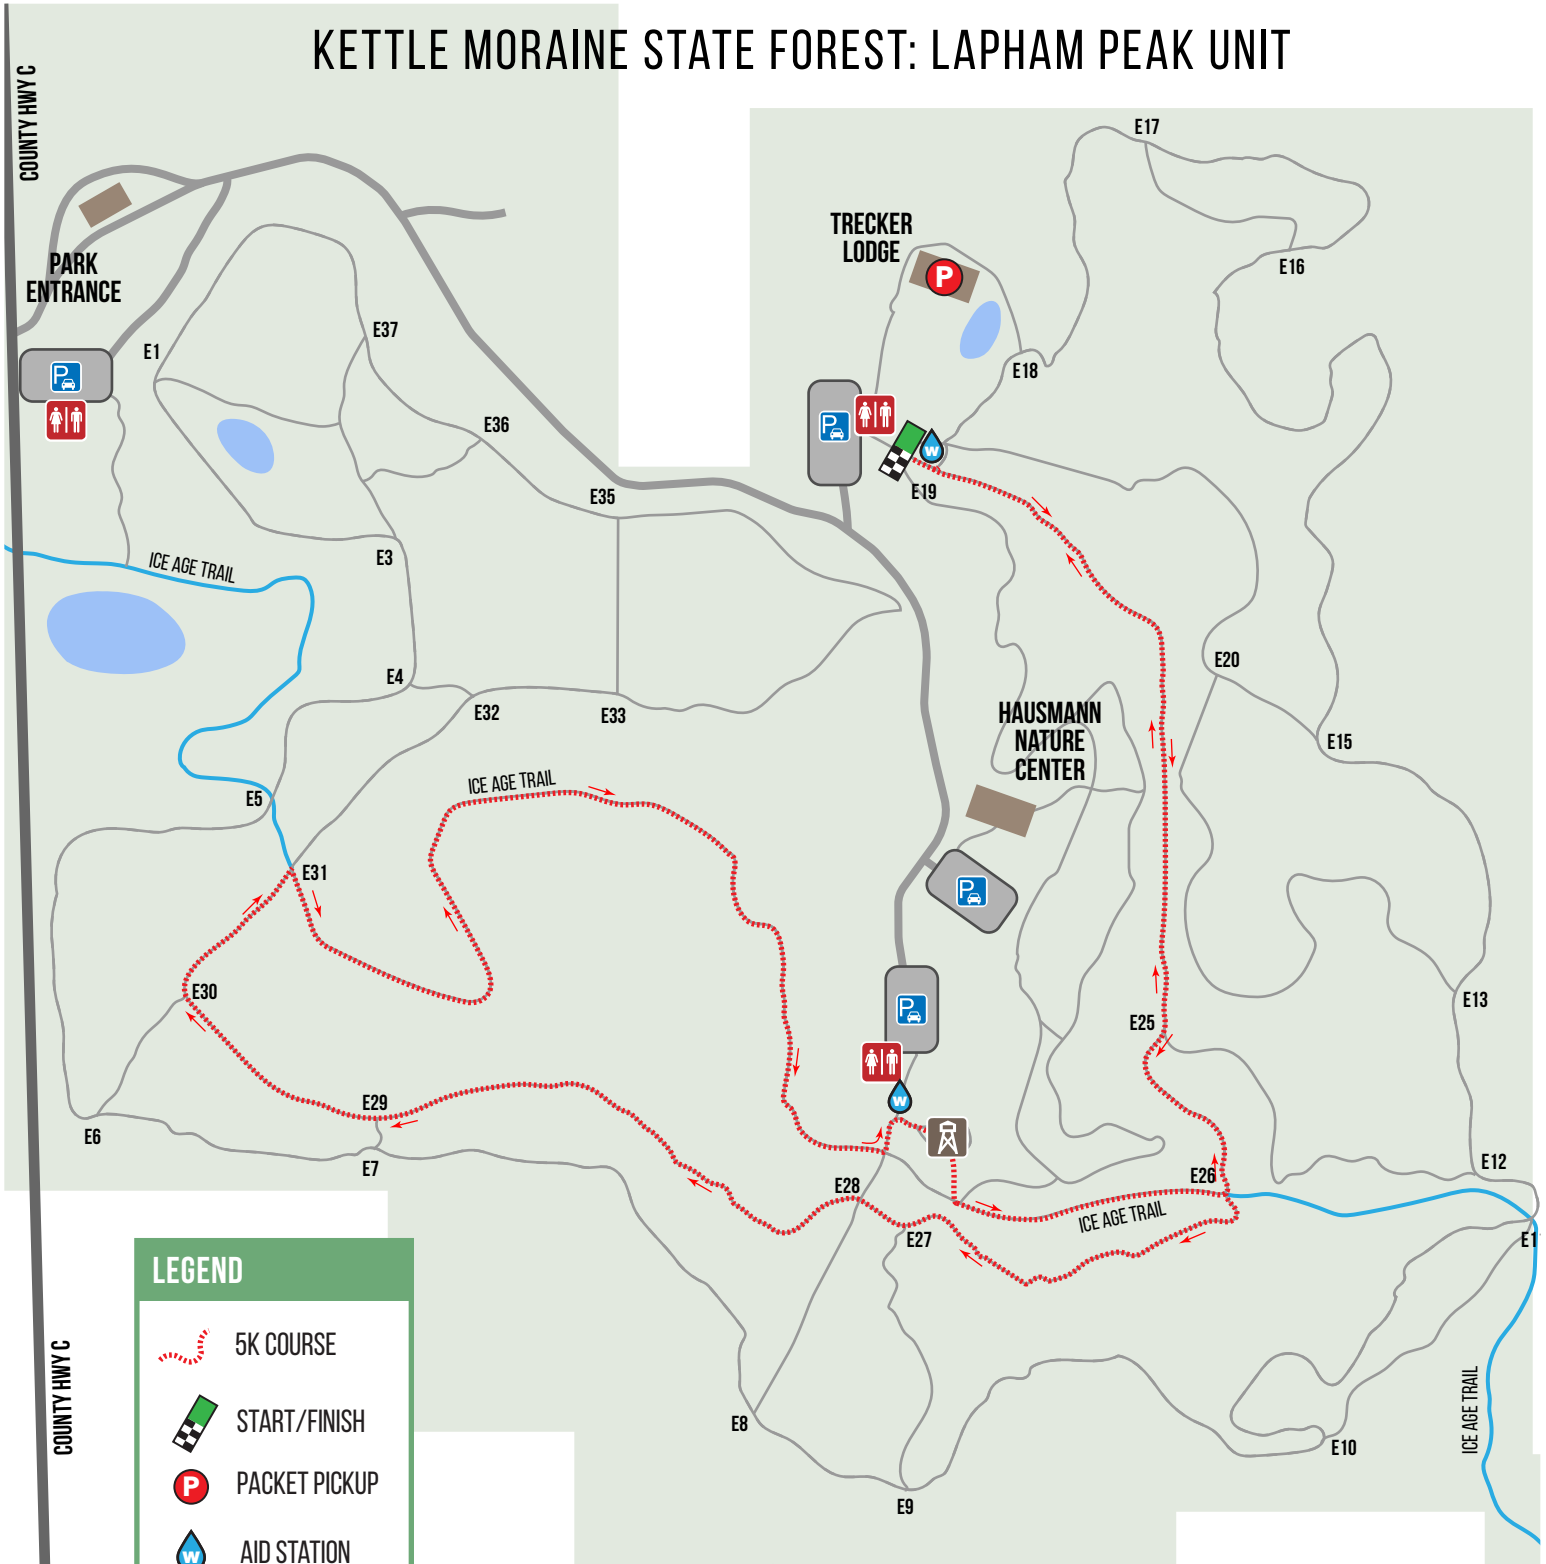 KETTLE MORAINE STATE FOREST: LAPHAM PEAK UNIT
COUNTY HWY C
E17
TRECKER
LODGE
P
E16
PARK
ENTRANCE
E37
E1
E18
P
P
E36
W
E19
E35
E3
ICE AGE TRAIL
E4
E20
E32
E33
HAUSMANN
NATURE
CENTER
E15
ICE AGE TRAIL
E5
E31
P
E30
E13
P
E25
W
E29
E6
E7
E12
E26
E28
ICE AGE TRAIL
E27
E1
LEGEND
5K COURSE
START/FINISH
P
PACKET PICKUP
W
AID STATION
COUNTY HWY C
E8
E10
ICE AGE TRAIL
E9